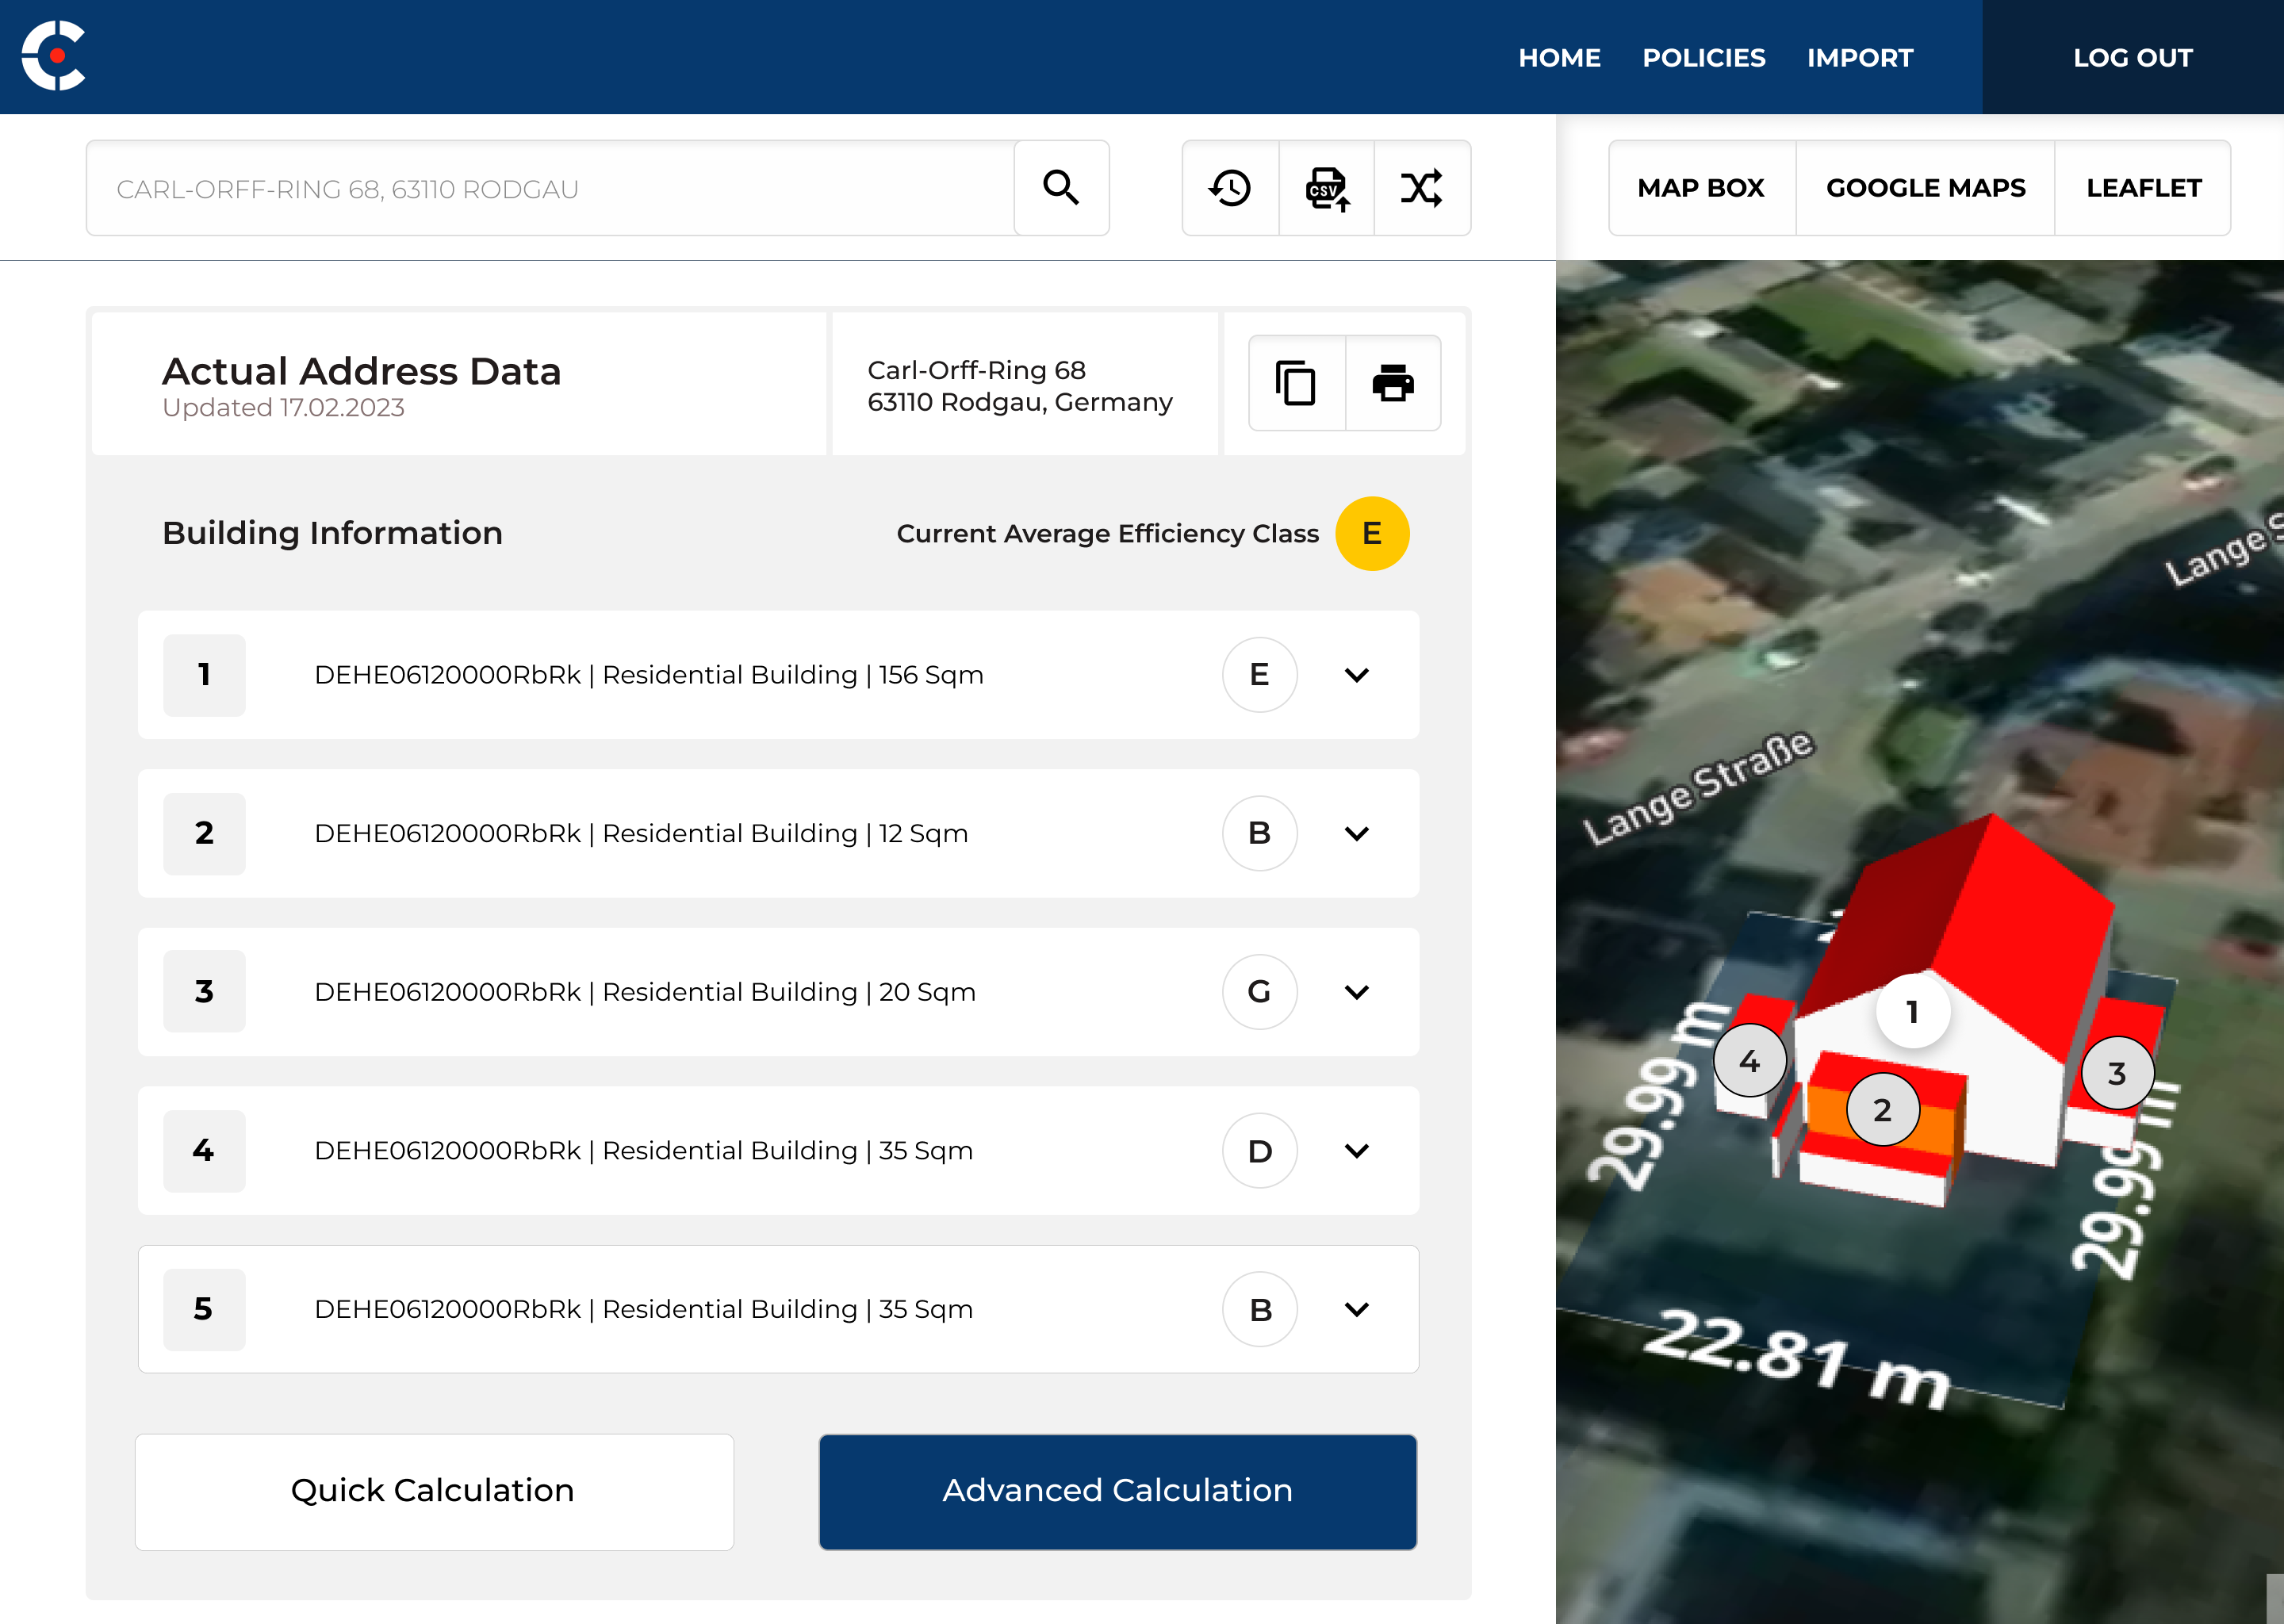 HOME POLICIES IMPORT LOG OUT
CARL-ORFF-RING 68, 63110 RODGAU
CSV
MAP BOX GOOGLE MAPS LEAFLET
Actual Address Data
Updated 17.02.2023
Carl-Orff-Ring 68
63110 Rodgau, Germany
Building Information
Current Average Efficiency Class E
1 DEHE06120000RbRk | Residential Building | 156 Sqm E
2 DEHE06120000RbRk | Residential Building | 12 Sqm B
3 DEHE06120000RbRk | Residential Building | 20 Sqm G
4 DEHE06120000RbRk | Residential Building | 35 Sqm D
5 DEHE06120000RbRk | Residential Building | 35 Sqm B
Quick Calculation
Advanced Calculation
Lange S
Lange Straße
1
4
3
2
29.99 m
29.99 m
22.81 m